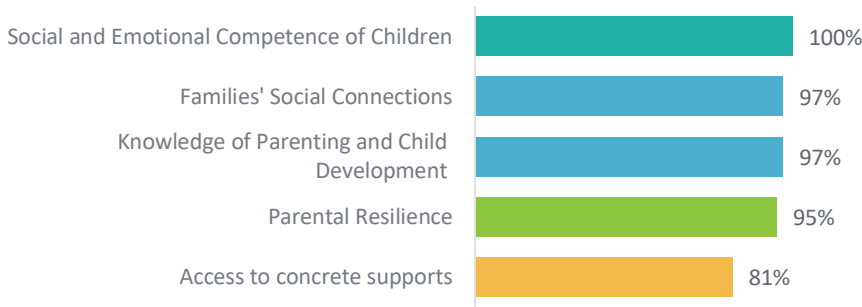 Social and Emotional Competence of Children 100%
Families' Social Connections 97%
Knowledge of Parenting and Child
Development 97%
Parental Resilience 95%
Access to concrete supports 81%